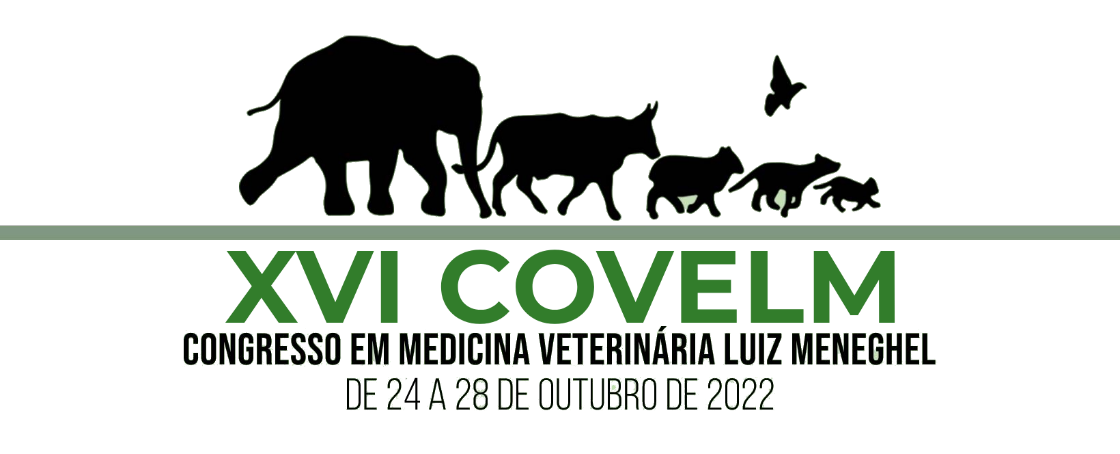 XVI COVELM
CONGRESSO EM MEDICINA VETERINÁRIA LUIZ MENEGHEL
DE 24 A 28 DE OUTUBRO DE 2022